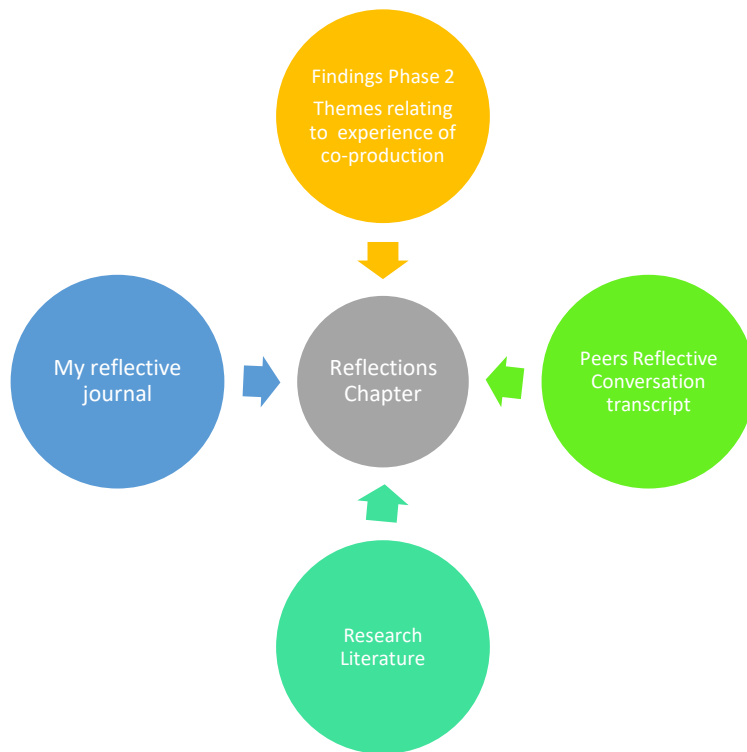 Findings Phase 2
Themes relating
to experience of
co-production
My reflective
journal
Reflections
Chapter
Peers Reflective
Conversation
transcript
Research
Literature